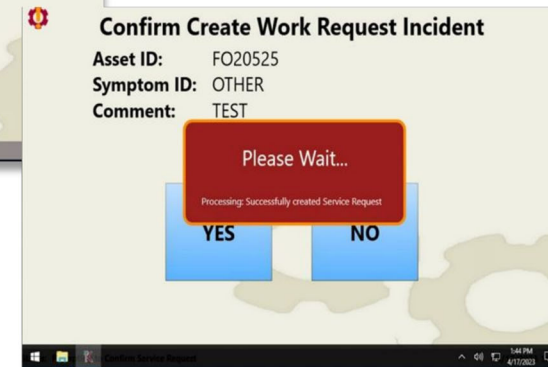 Confirm Create Work Request Incident
Asset ID: FO20525
Symptom ID: OTHER
Comment: TEST
Please Wait...
Processing: Successfully created Service Request
YES NO
Confirm Service Request
1:44 PM
4/17/2023